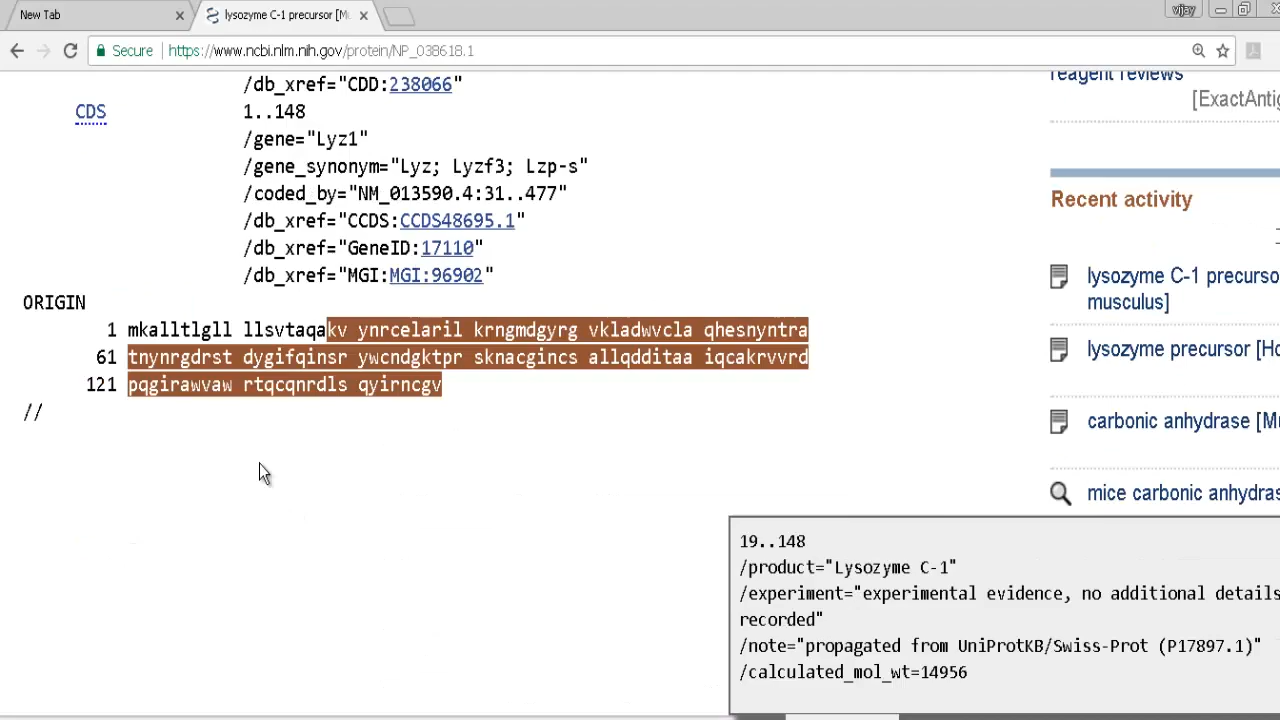 New Tab
lysozyme C-1 precursor [M
vijay
Secure
https://www.ncbi.nlm.nih.gov/protein/NP_038618.1
/db_xref="CDD:238066"
CDS
1..148
/gene="Lyz1"
/gene_synonym="Lyz; Lyzf3; Lzp-s"
/coded_by="NM_013590.4:31..477"
/db_xref="CCDS:CCDS48695.1"
/db_xref="GeneID:17110"
/db_xref="MGI:MGI:96902"
ORIGIN
1 mkalltlgll llsvtaqakv ynrcelaril krngmdgyrg vkladwvcla qhesnyntra
61 tnynrgdrst dygifqinsr ywcndgktpr sknacgincs allqdditaa iqcakrvvrd
121 pqgirawvaw rtqcqnrdls qyirncgv
//
reagent reviews
[ExactAntig
Recent activity
lysozyme C-1 precurso
musculus]
lysozyme precursor [Ho
carbonic anhydrase [Mu
mice carbonic anhydras
19..148
/product="Lysozyme C-1"
/experiment="experimental evidence, no additional details
recorded"
/note="propagated from UniProtKB/Swiss-Prot (P17897.1)"
/calculated_mol_wt=14956